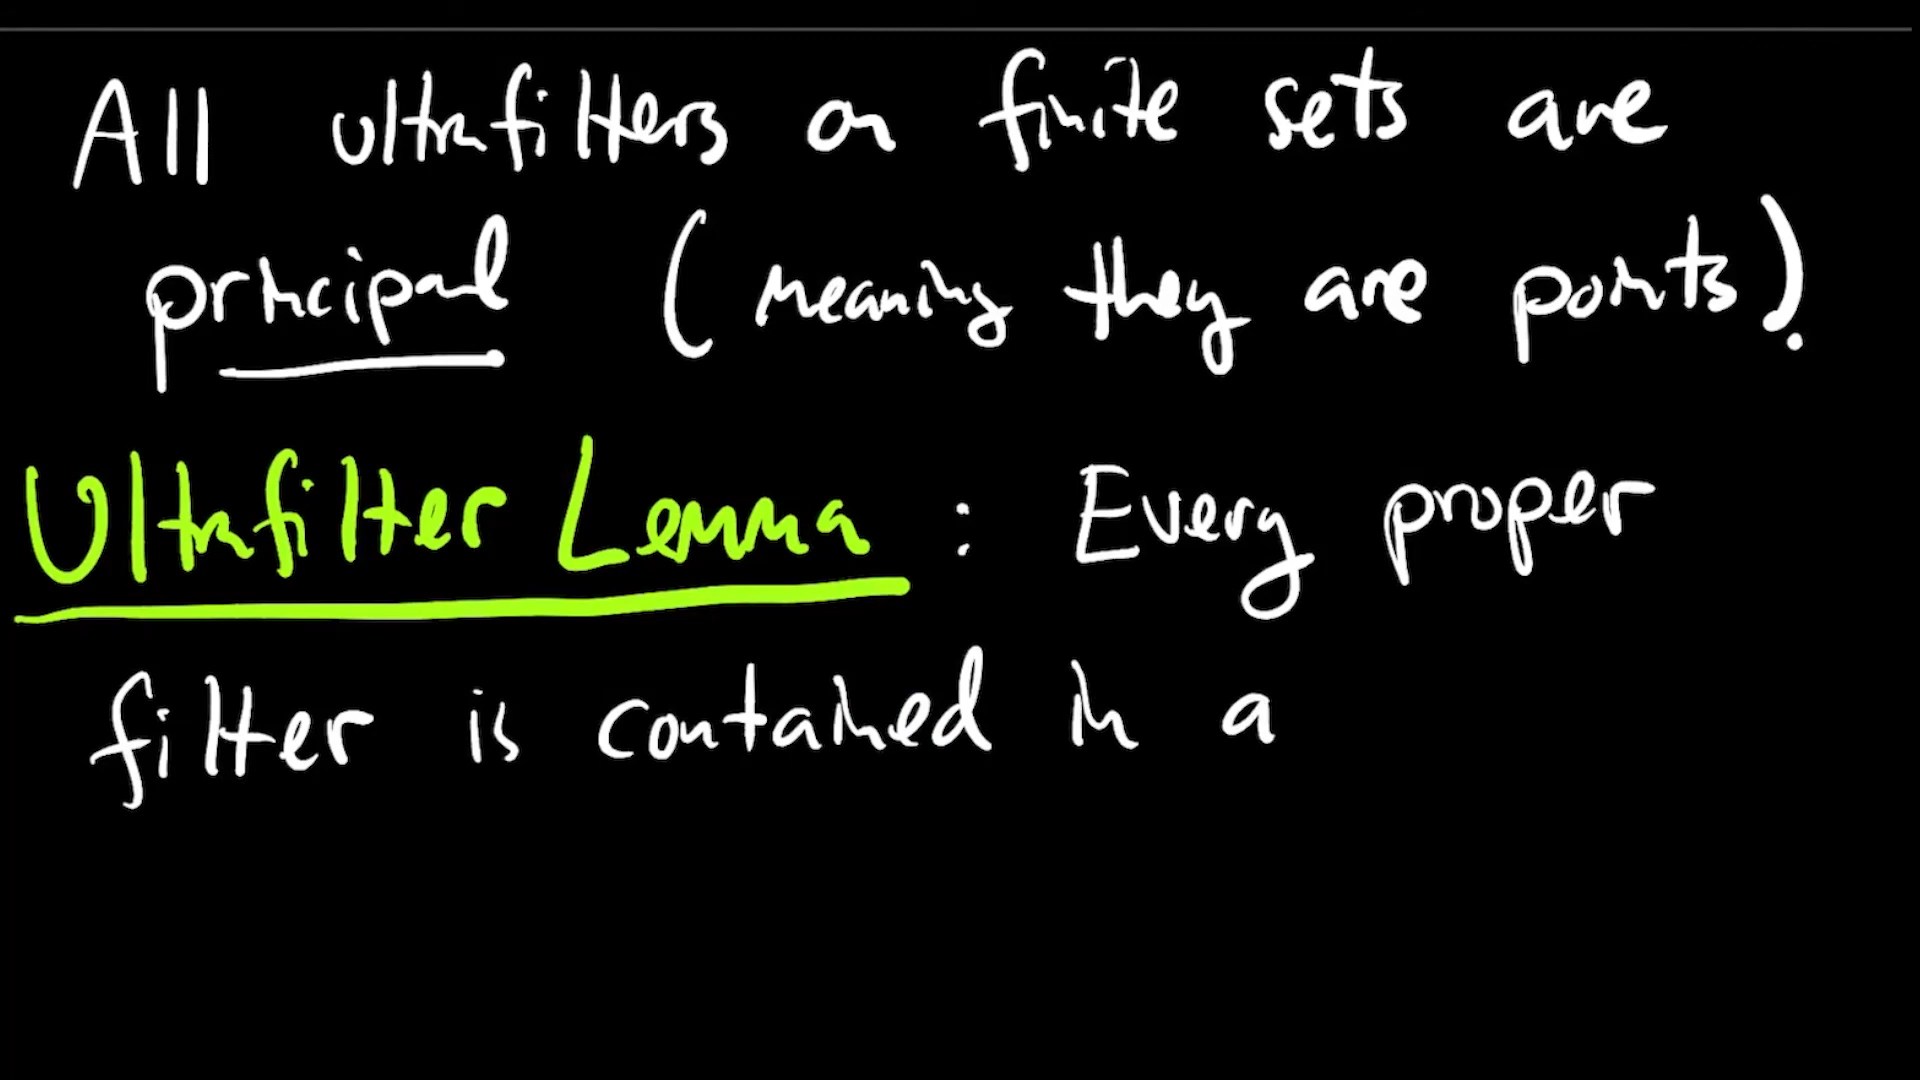 All ultrafilters on finite sets are
principal (meaning they are points).
Ultrafilter Lemma : Every proper
filter is contained in a